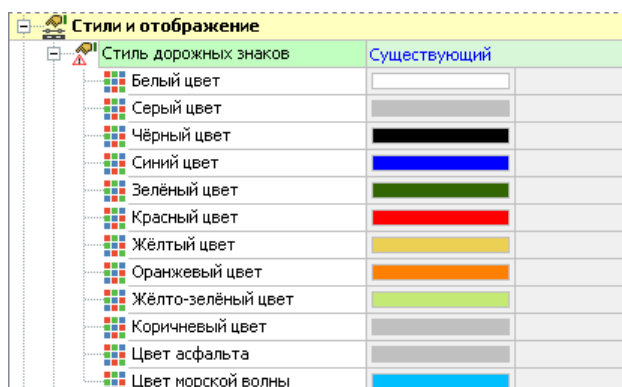 Стили и отображение
Стиль дорожных знаков Существующий
Белый цвет
Серый цвет
Чёрный цвет
Синий цвет
Зелёный цвет
Красный цвет
Жёлтый цвет
Оранжевый цвет
Жёлто-зелёный цвет
Коричневый цвет
Цвет асфальта
Цвет морской волны